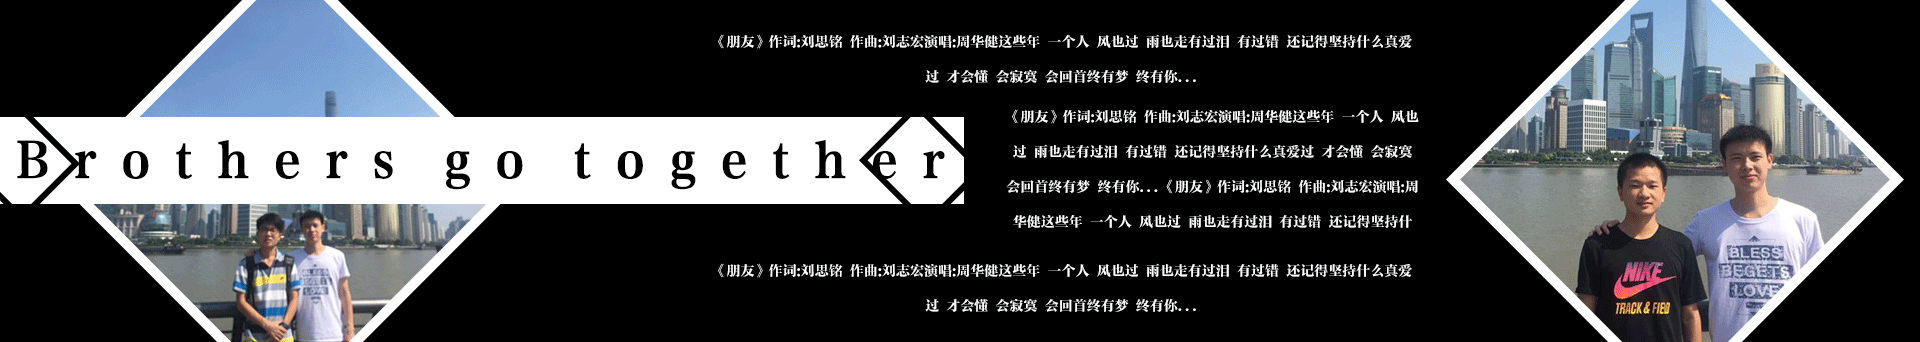 《朋友》作词:刘思铭 作曲:刘志宏演唱:周华健这些年 一个人 风也过 雨也走有过泪 有过错 还记得坚持什么真爱
过 才会懂 会寂寞 会回首终有梦 终有你...
Brothers go together
《朋友》作词:刘思铭 作曲:刘志宏演唱:周华健这些年 一个人 风也
过 雨也走有过泪 有过错 还记得坚持什么真爱过 才会懂 会寂寞
会回首终有梦 终有你...《朋友》作词:刘思铭 作曲:刘志宏演唱:周
华健这些年 一个人 风也过 雨也走有过泪 有过错 还记得坚持什
《朋友》作词:刘思铭 作曲:刘志宏演唱:周华健这些年 一个人 风也过 雨也走有过泪 有过错 还记得坚持什么真爱
过 才会懂 会寂寞 会回首终有梦 终有你...
BLESS
BEGETS
LOVE
NIKE
TRACK & FIELD
BLESS
BEGETS
LOVE